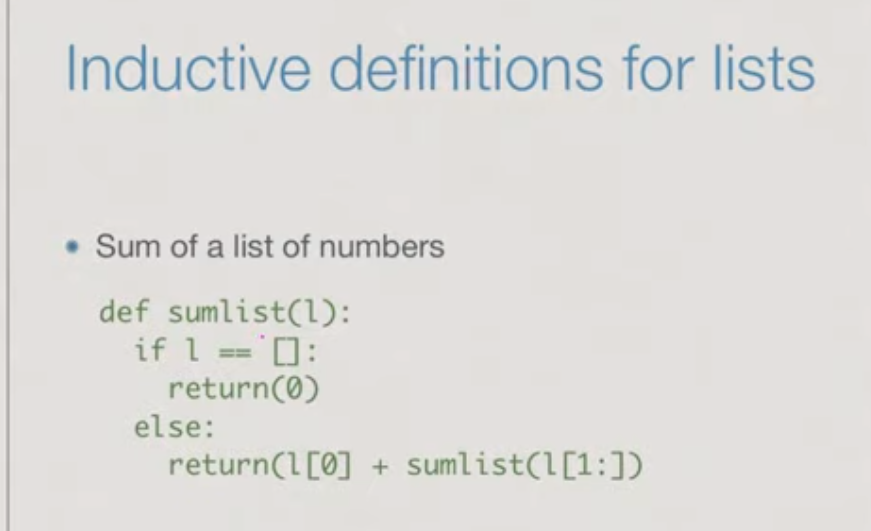 Inductive definitions for lists
• Sum of a list of numbers
def sumlist(l):
  if l == []:
    return(0)
  else:
    return(l[0] + sumlist(l[1:])